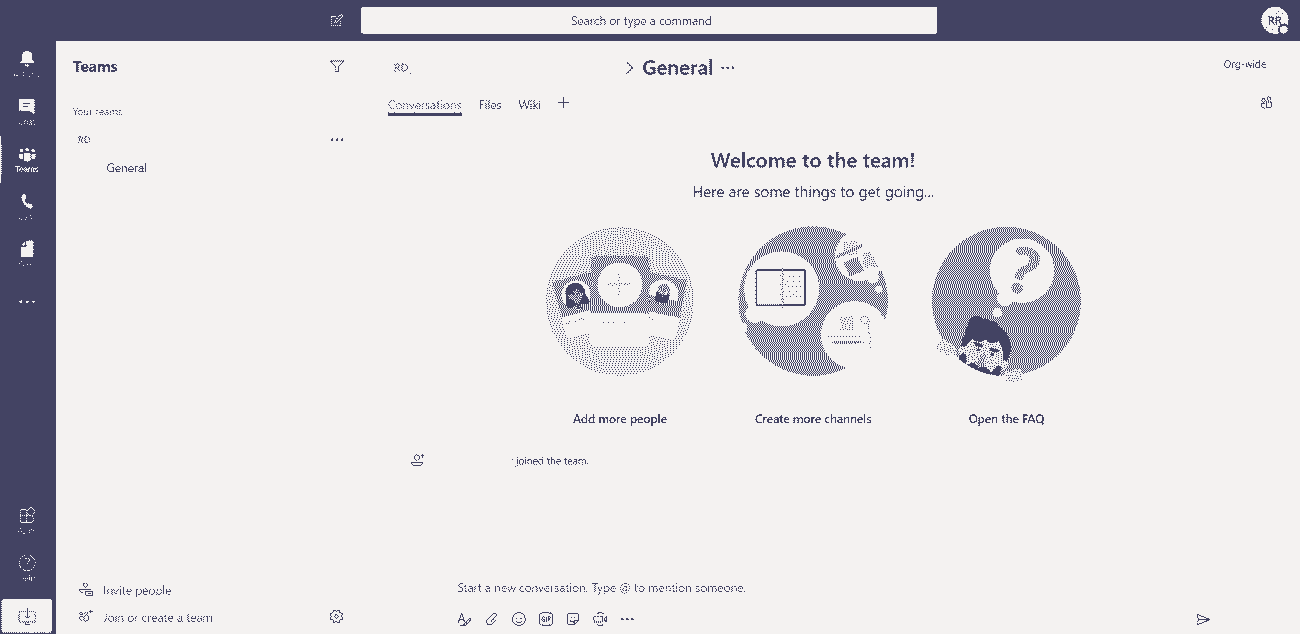 Search or type a command
RR
Teams
RD
General
Org-wide
Conversations
Files
Wiki
Your teams
RD
General
Teams
Welcome to the team!
Here are some things to get going...
Add more people
Create more channels
Open the FAQ
joined the team.
Invite people
Join or create a team
Start a new conversation. Type @ to mention someone.
GIF